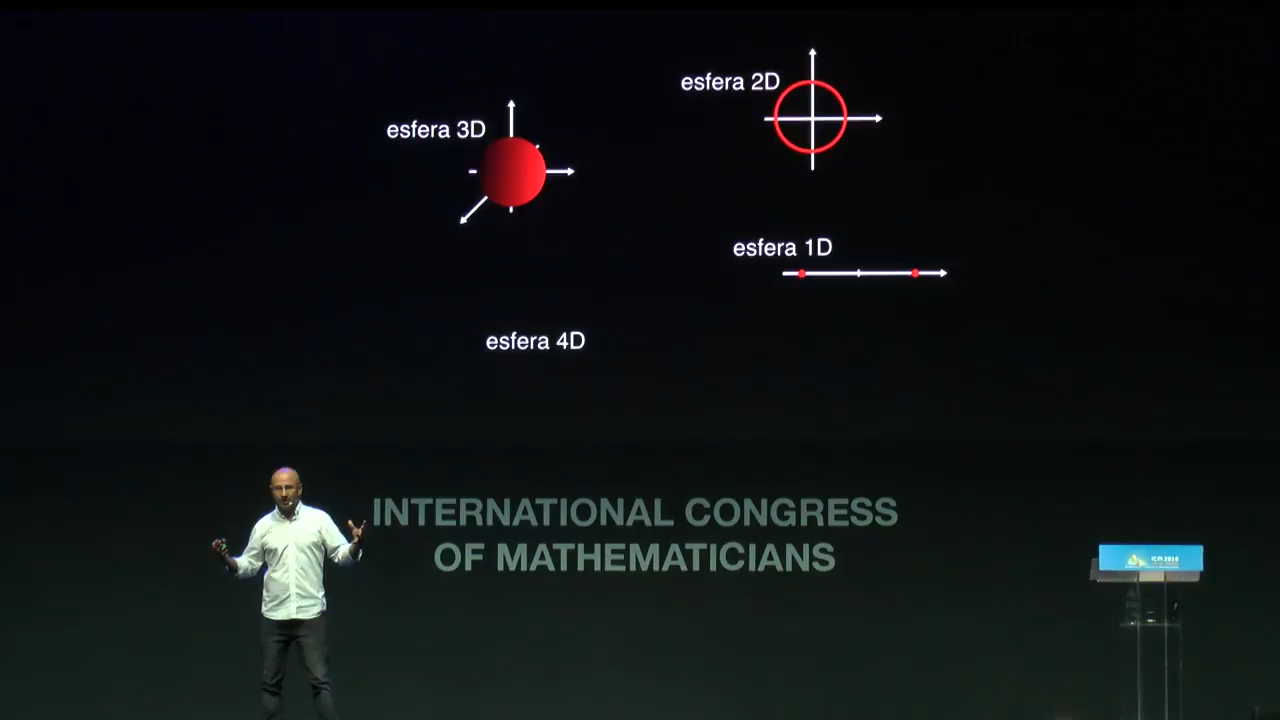 esfera 2D
esfera 3D
esfera 1D
esfera 4D
INTERNATIONAL CONGRESS
OF MATHEMATICIANS